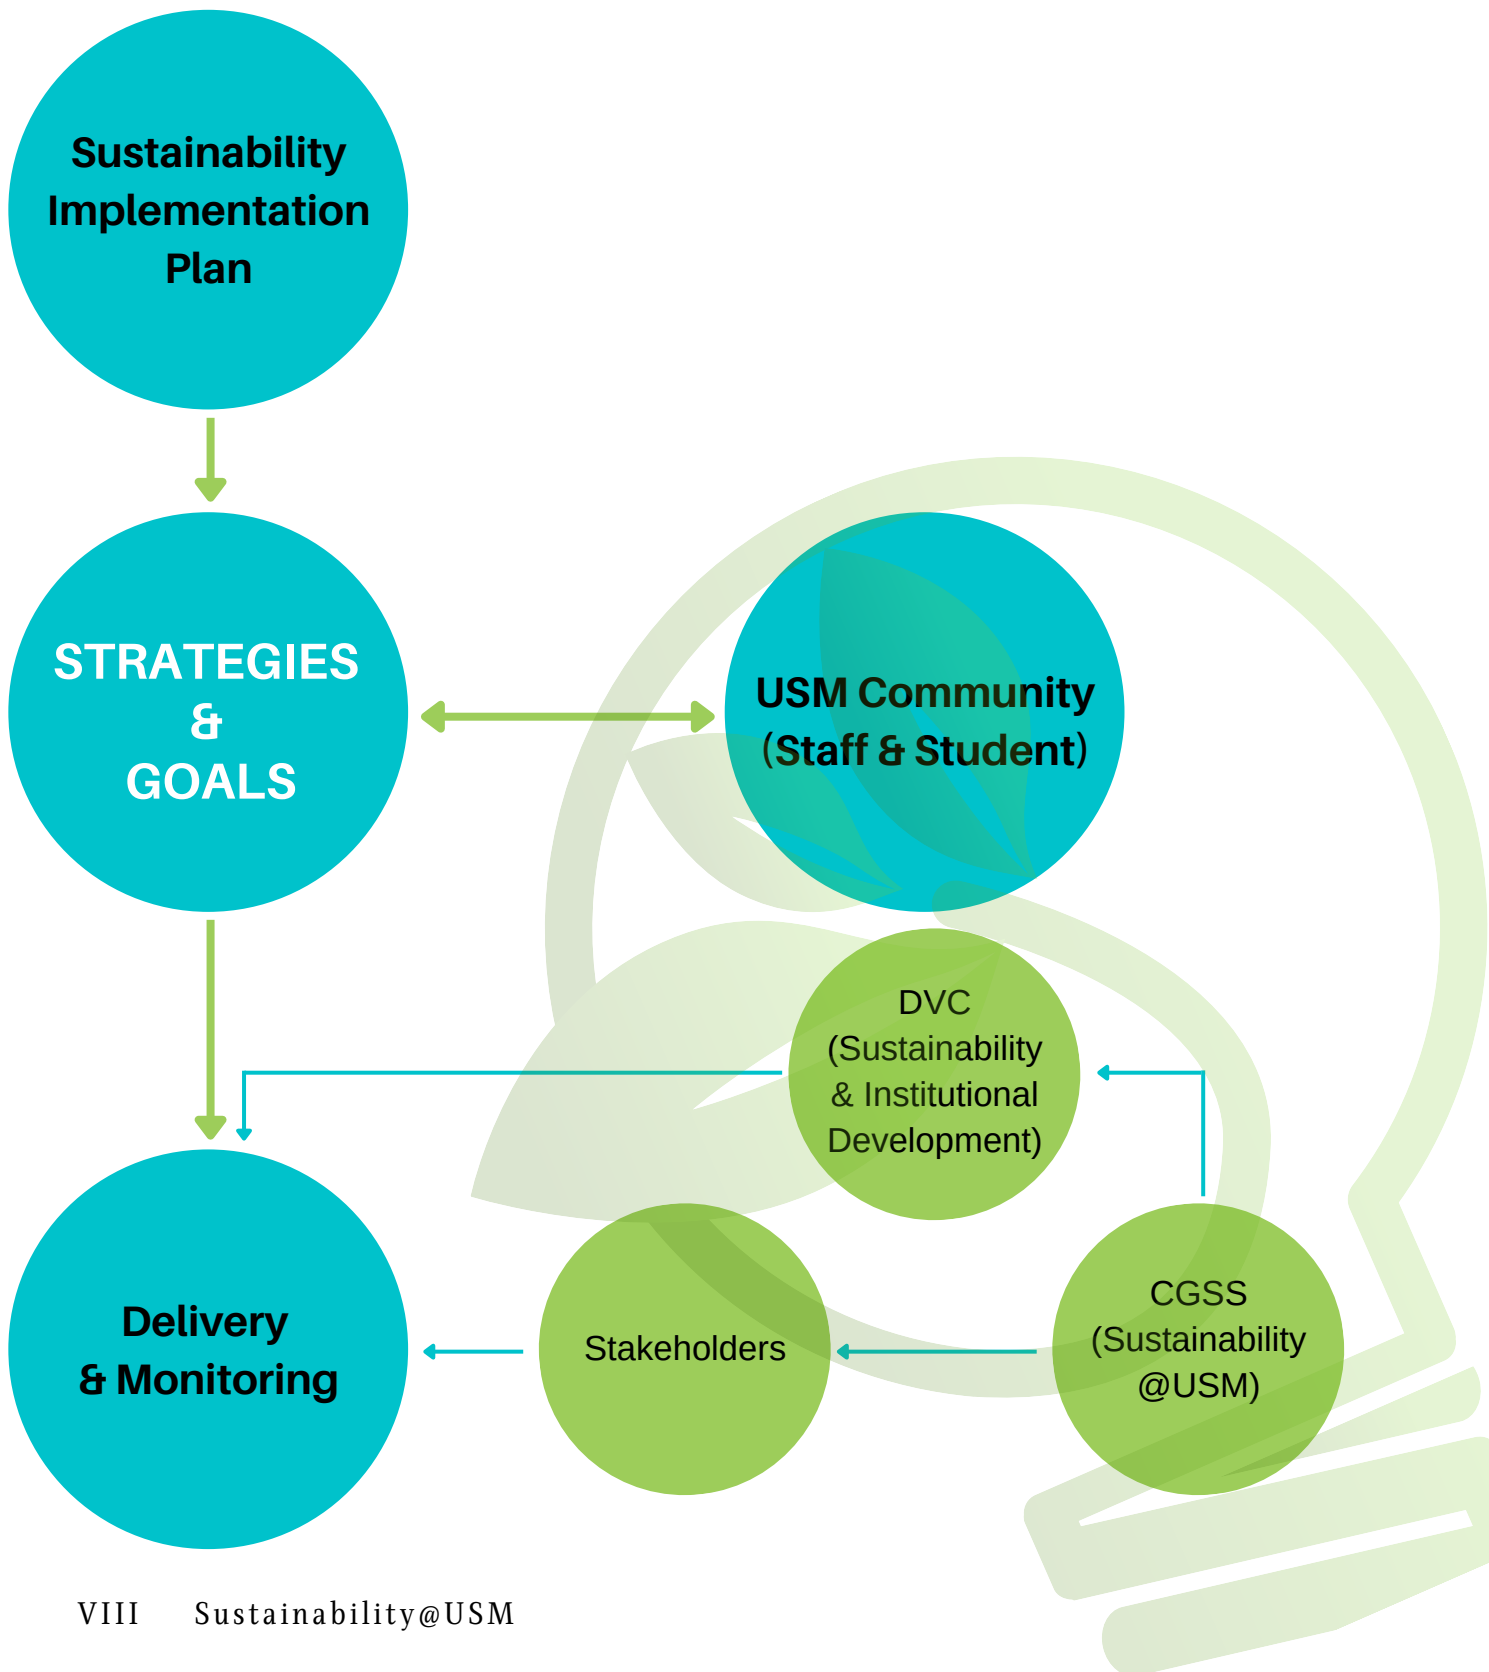 Sustainability
Implementation
Plan
STRATEGIES
&
GOALS
USM Community
(Staff & Student)
DVC
(Sustainability
& Institutional
Development)
Delivery
& Monitoring
Stakeholders
CGSS
(Sustainability
@USM)
VIII Sustainability@USM